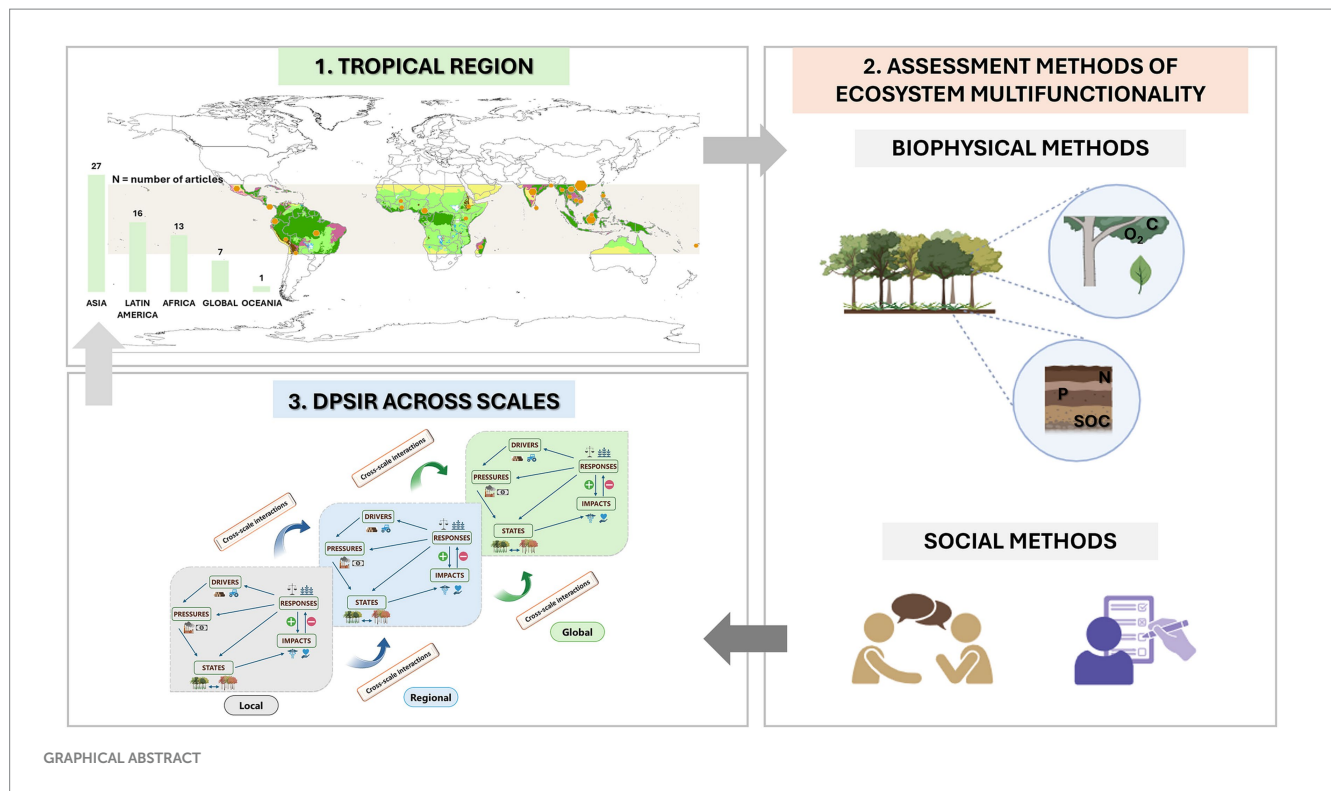 1. TROPICAL REGION
N = number of articles
27
16
13
7
1
ASIA
LATIN
AMERICA
AFRICA
GLOBAL
OCEANIA
2. ASSESSMENT METHODS OF
ECOSYSTEM MULTIFUNCTIONALITY
BIOPHYSICAL METHODS
C
O2
N
P
SOC
SOCIAL METHODS
3. DPSIR ACROSS SCALES
Cross-scale interactions
DRIVERS
RESPONSES
PRESSURES
IMPACTS
STATES
Global
Cross-scale interactions
Cross-scale interactions
DRIVERS
RESPONSES
PRESSURES
IMPACTS
STATES
Regional
Cross-scale interactions
DRIVERS
RESPONSES
PRESSURES
IMPACTS
STATES
Local
GRAPHICAL ABSTRACT